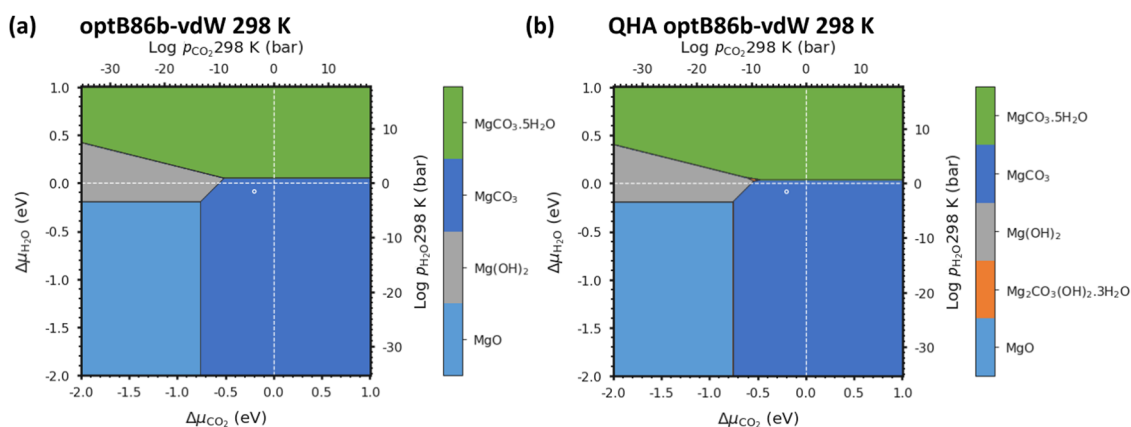 (a) optB86b-vdW 298 K
Log pCO₂ 298 K (bar)
-30 -20 -10 0 10
1.0
0.5
0.0
-0.5
-1.0
-1.5
-2.0
ΔμH₂O (eV)
-2.0 -1.5 -1.0 -0.5 0.0 0.5 1.0
ΔμCO₂ (eV)
10
0
-10
-20
-30
Log pH₂O 298 K (bar)
MgCO₃.5H₂O
MgCO₃
Mg(OH)₂
MgO
(b) QHA optB86b-vdW 298 K
Log pCO₂ 298 K (bar)
-30 -20 -10 0 10
1.0
0.5
0.0
-0.5
-1.0
-1.5
-2.0
ΔμH₂O (eV)
-2.0 -1.5 -1.0 -0.5 0.0 0.5 1.0
ΔμCO₂ (eV)
10
0
-10
-20
-30
Log pH₂O 298 K (bar)
MgCO₃.5H₂O
MgCO₃
Mg(OH)₂
Mg₂CO₃(OH)₂.3H₂O
MgO